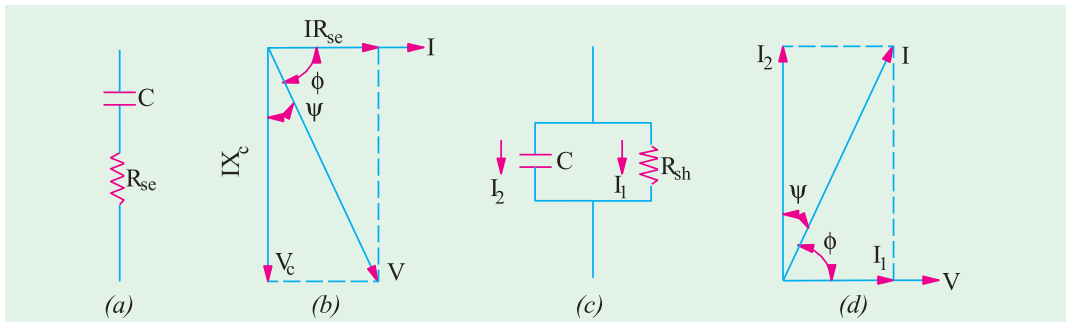 C
R_se
(a)
IR_se
I
ϕ
ψ
IX_c
V_c
V
(b)
I_2
C
I_1
R_sh
(c)
I_2
I
ψ
ϕ
I_1
V
(d)